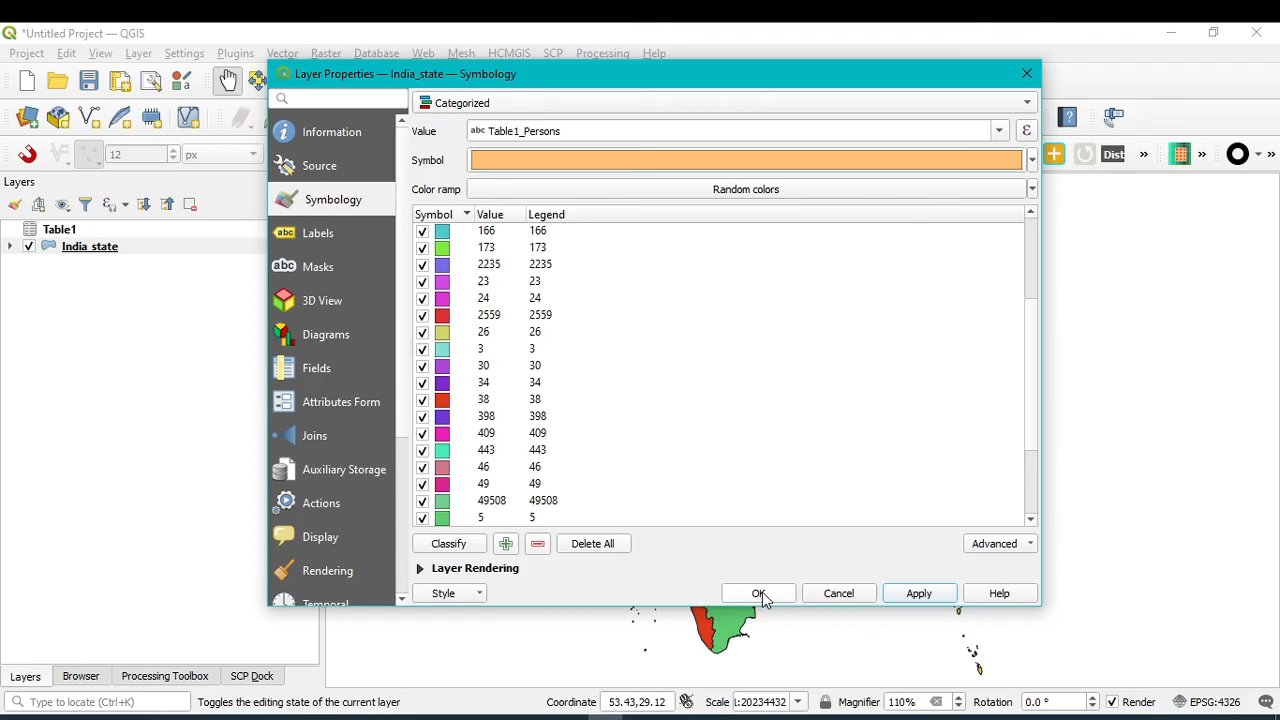 *Untitled Project — QGIS
Project Edit View Layer Settings Plugins Vector Raster Database Web Mesh HCMGIS SCP Processing Help
Layer Properties — India_state — Symbology
Categorized
Information
Value abc Table1_Persons ε
12 px
Source
Symbol
Dist » » »
Layers
Symbology
Color ramp Random colors
Symbol Value Legend
Table1
abc Labels
166 166
India_state
173 173
abc Masks
2235 2235
23 23
3D View
24 24
2559 2559
Diagrams
26 26
3 3
Fields
30 30
34 34
Attributes Form
38 38
398 398
Joins
409 409
443 443
Auxiliary Storage
46 46
49 49
Actions
49508 49508
5 5
Display
Classify Delete All Advanced
Rendering
Layer Rendering
Style OK Cancel Apply Help
Temporal
Layers Browser Processing Toolbox SCP Dock
Type to locate (Ctrl+K) Toggles the editing state of the current layer Coordinate 53.43,29.12 Scale 1:20234432 Magnifier 110% Rotation 0.0 ° Render EPSG:4326